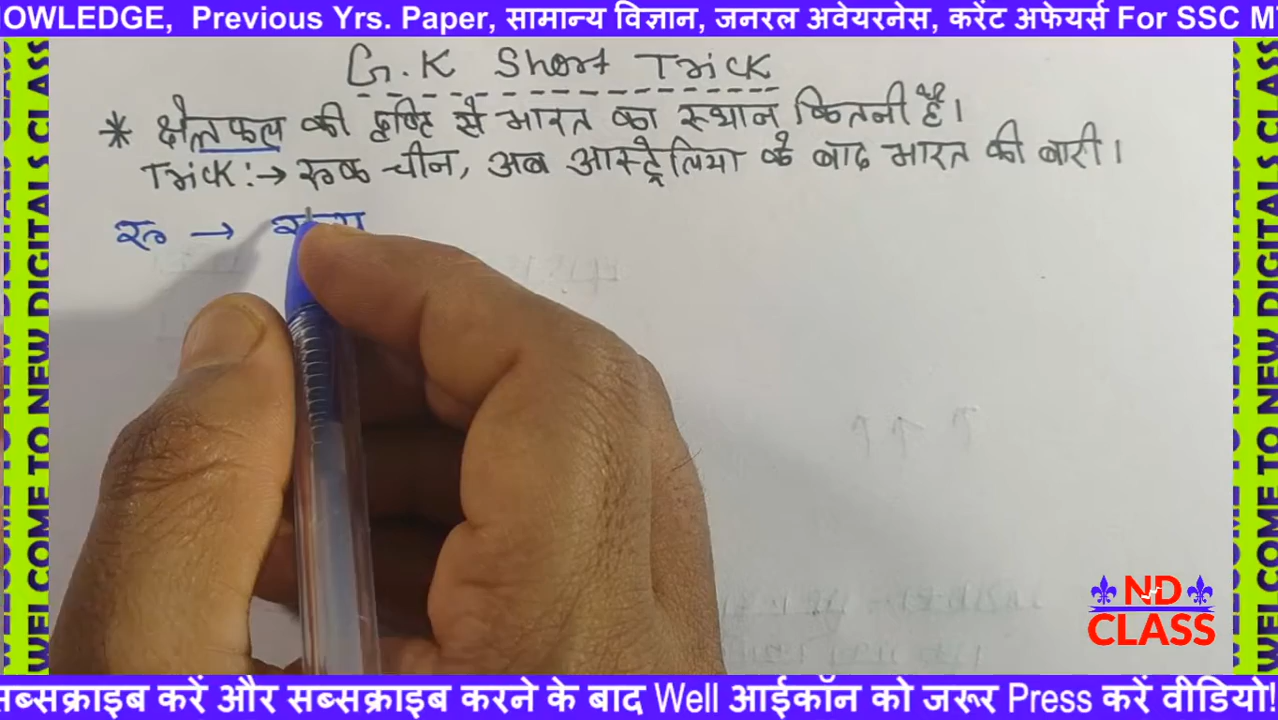 NOWLEDGE, Previous Yrs. Paper, सामान्य विज्ञान, जनरल अवेयरनेस, करेंट अफेयर्स For SSC M
G.K Short Trick
* क्षेत्रफल की दृष्टि से भारत का स्थान कितनी है।
Trick:→ रूक चीन, अब आस्ट्रेलिया के बाद भारत की बारी।
रू →
ND
CLASS
WELCOME TO NEW DIGITALS CLASS
WELCOME TO NEW DIGITALS CLASS
सब्सक्राइब करें और सब्सक्राइब करने के बाद Well आईकॉन को जरूर Press करें वीडियो!